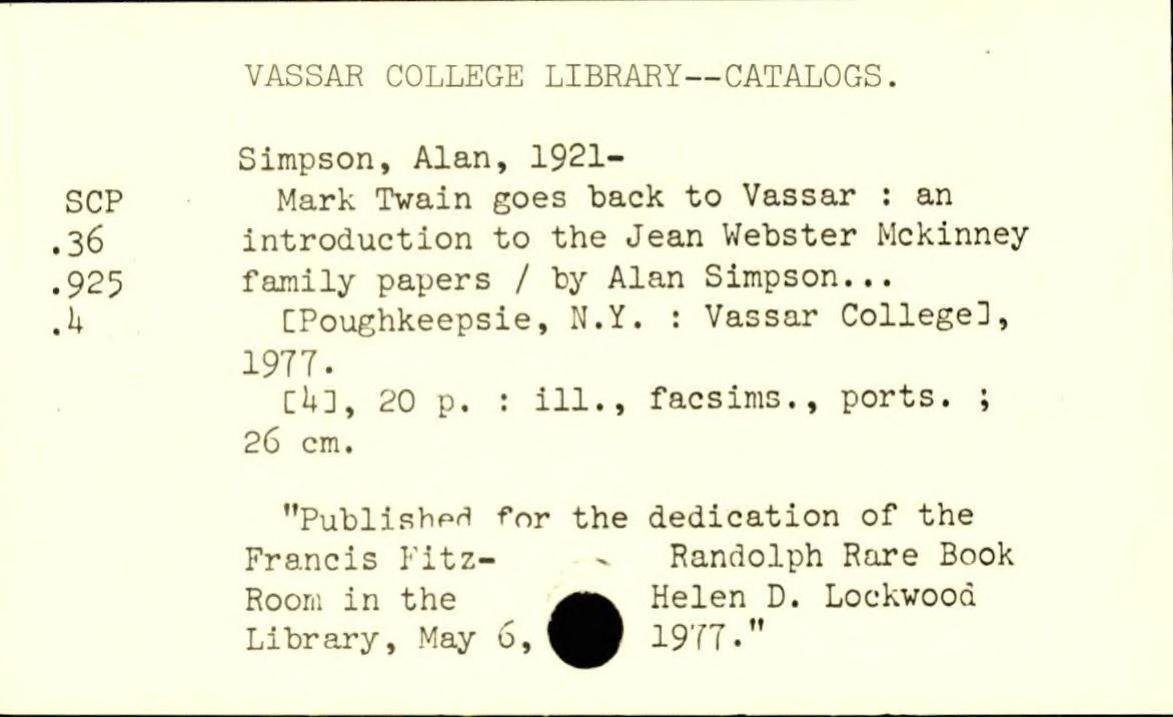 VASSAR COLLEGE LIBRARY--CATALOGS.
Simpson, Alan, 1921-
SCP Mark Twain goes back to Vassar : an
.36 introduction to the Jean Webster Mckinney
.925 family papers / by Alan Simpson...
.4 [Poughkeepsie, N.Y. : Vassar College],
1977.
[4], 20 p. : ill., facsims., ports. ;
26 cm.
"Published for the dedication of the
Francis Fitz- Randolph Rare Book
Room in the Helen D. Lockwood
Library, May 6, 1977."